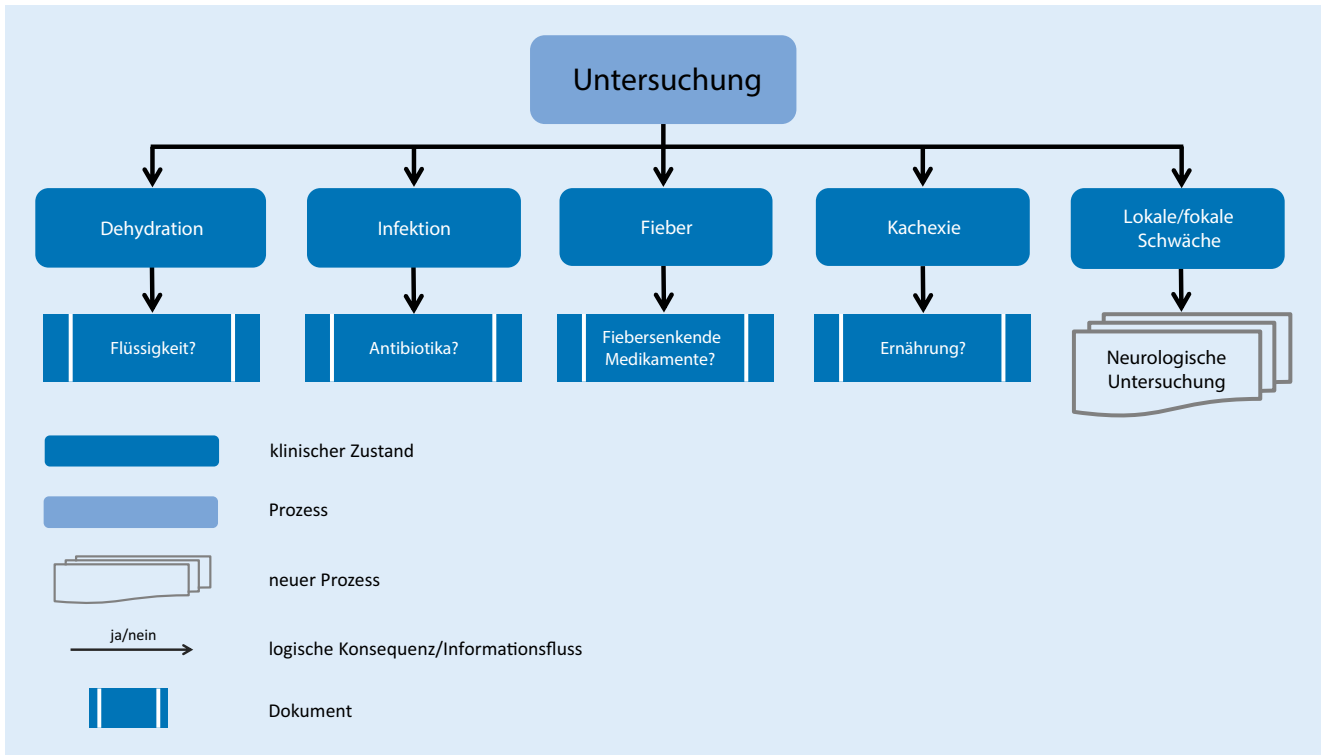 Untersuchung
Dehydration
Infektion
Fieber
Kachexie
Lokale/fokale
Schwäche
Flüssigkeit?
Antibiotika?
Fiebersenkende
Medikamente?
Ernährung?
Neurologische
Untersuchung
klinischer Zustand
Prozess
neuer Prozess
ja/nein
logische Konsequenz/Informationsfluss
Dokument